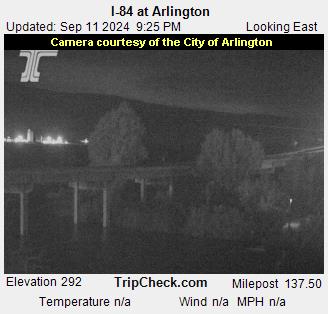 I-84 at Arlington
Updated: Sep 11 2024 9:25 PM Looking East
Camera courtesy of the City of Arlington
Elevation 292 TripCheck.com Milepost 137.50
Temperature n/a Wind n/a MPH n/a